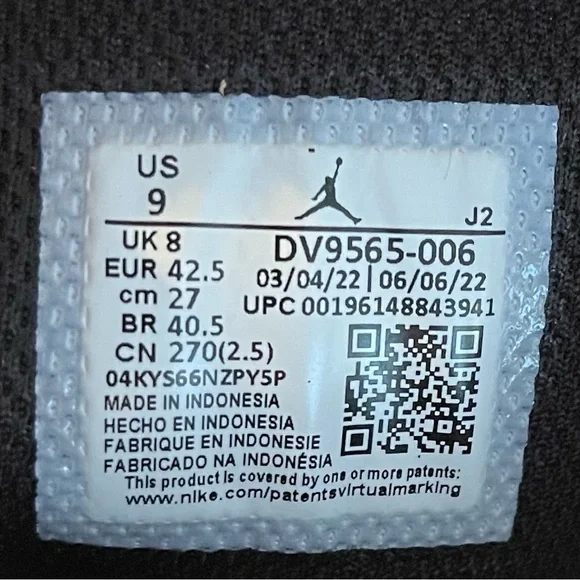 US
9
J2
UK 8
EUR 42.5
cm 27
BR 40.5
CN 270(2.5)
DV9565-006
03/04/22 | 06/06/22
UPC 00196148843941
04KYS66NZPY5P
MADE IN INDONESIA
HECHO EN INDONESIA
FABRIQUE EN INDONESIE
FABRICADO NA INDONÉSIA
This product is covered by one or more patents:
www.nike.com/patentsvirtualmarking